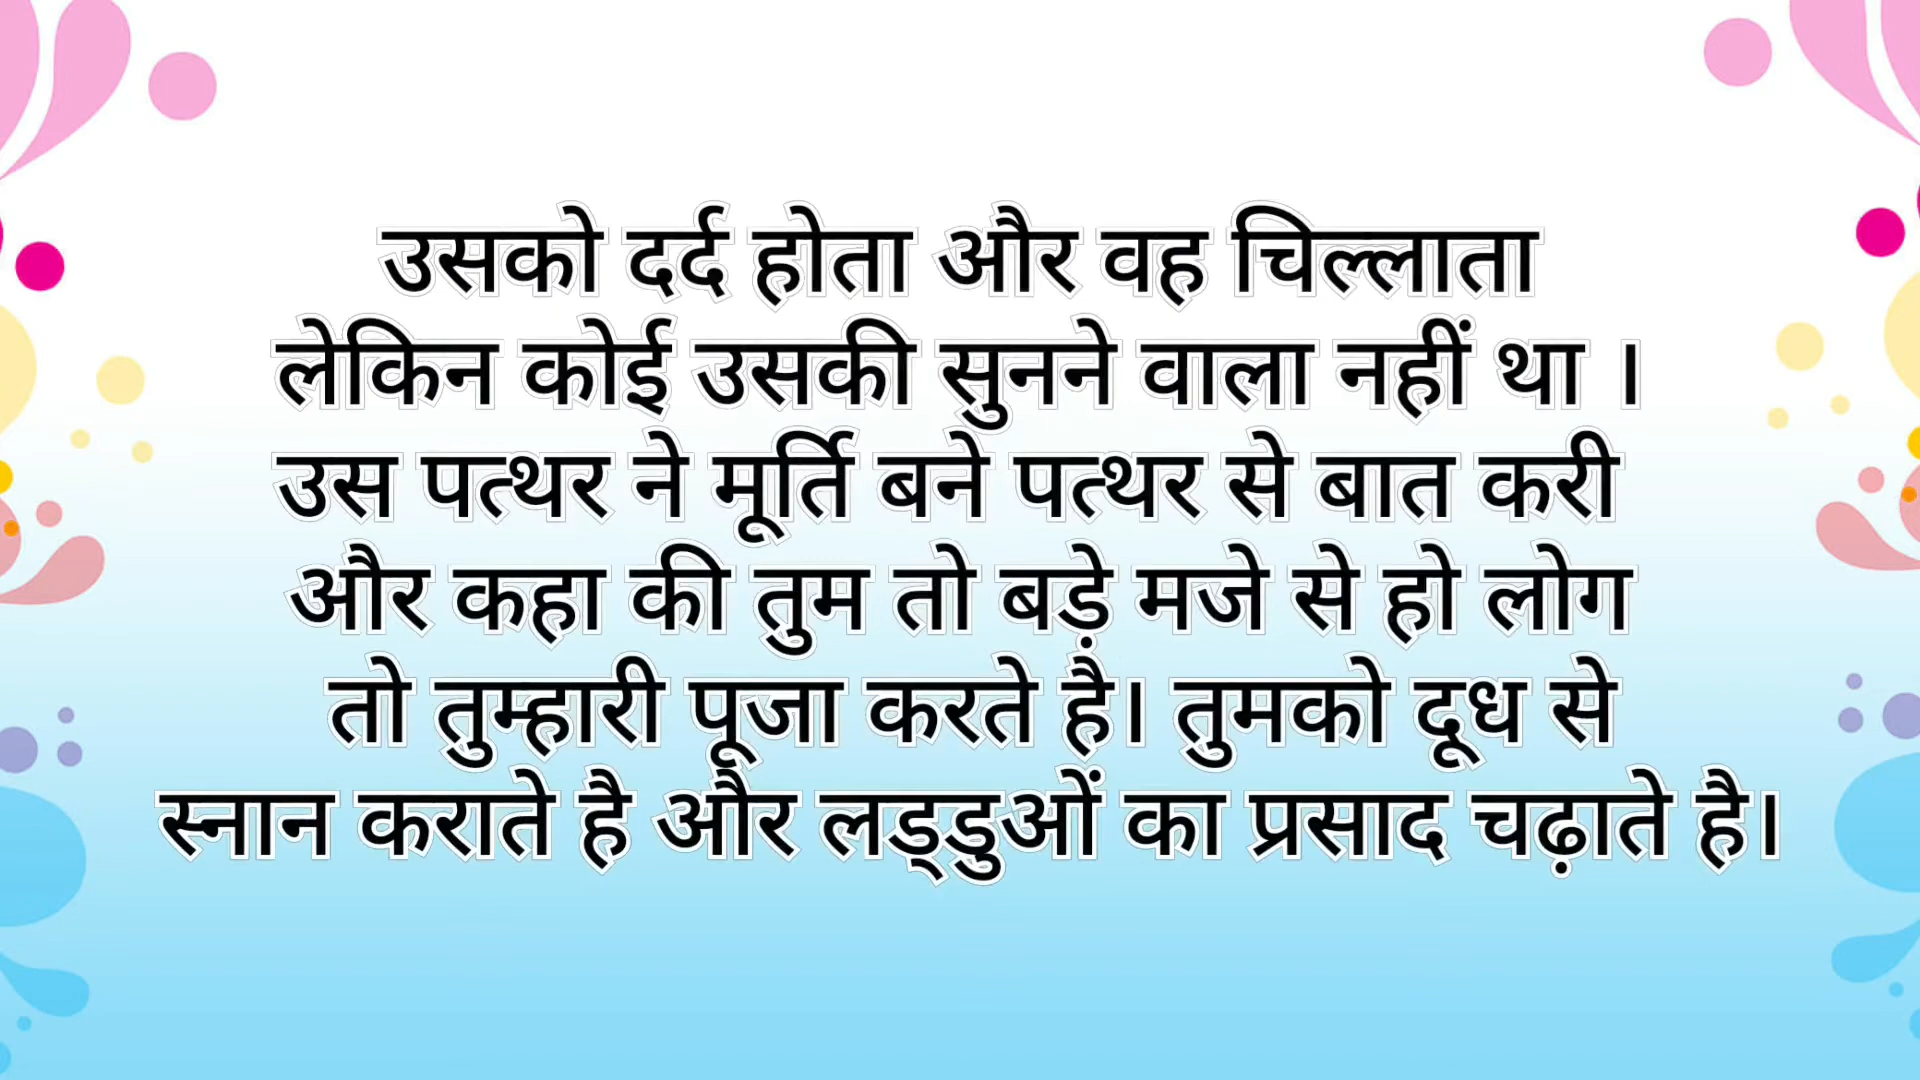 उसको दर्द होता और वह चिल्लाता
लेकिन कोई उसकी सुनने वाला नहीं था ।
उस पत्थर ने मूर्ति बने पत्थर से बात करी
और कहा की तुम तो बड़े मजे से हो लोग
तो तुम्हारी पूजा करते है। तुमको दूध से
स्नान कराते है और लड्डुओं का प्रसाद चढ़ाते है।